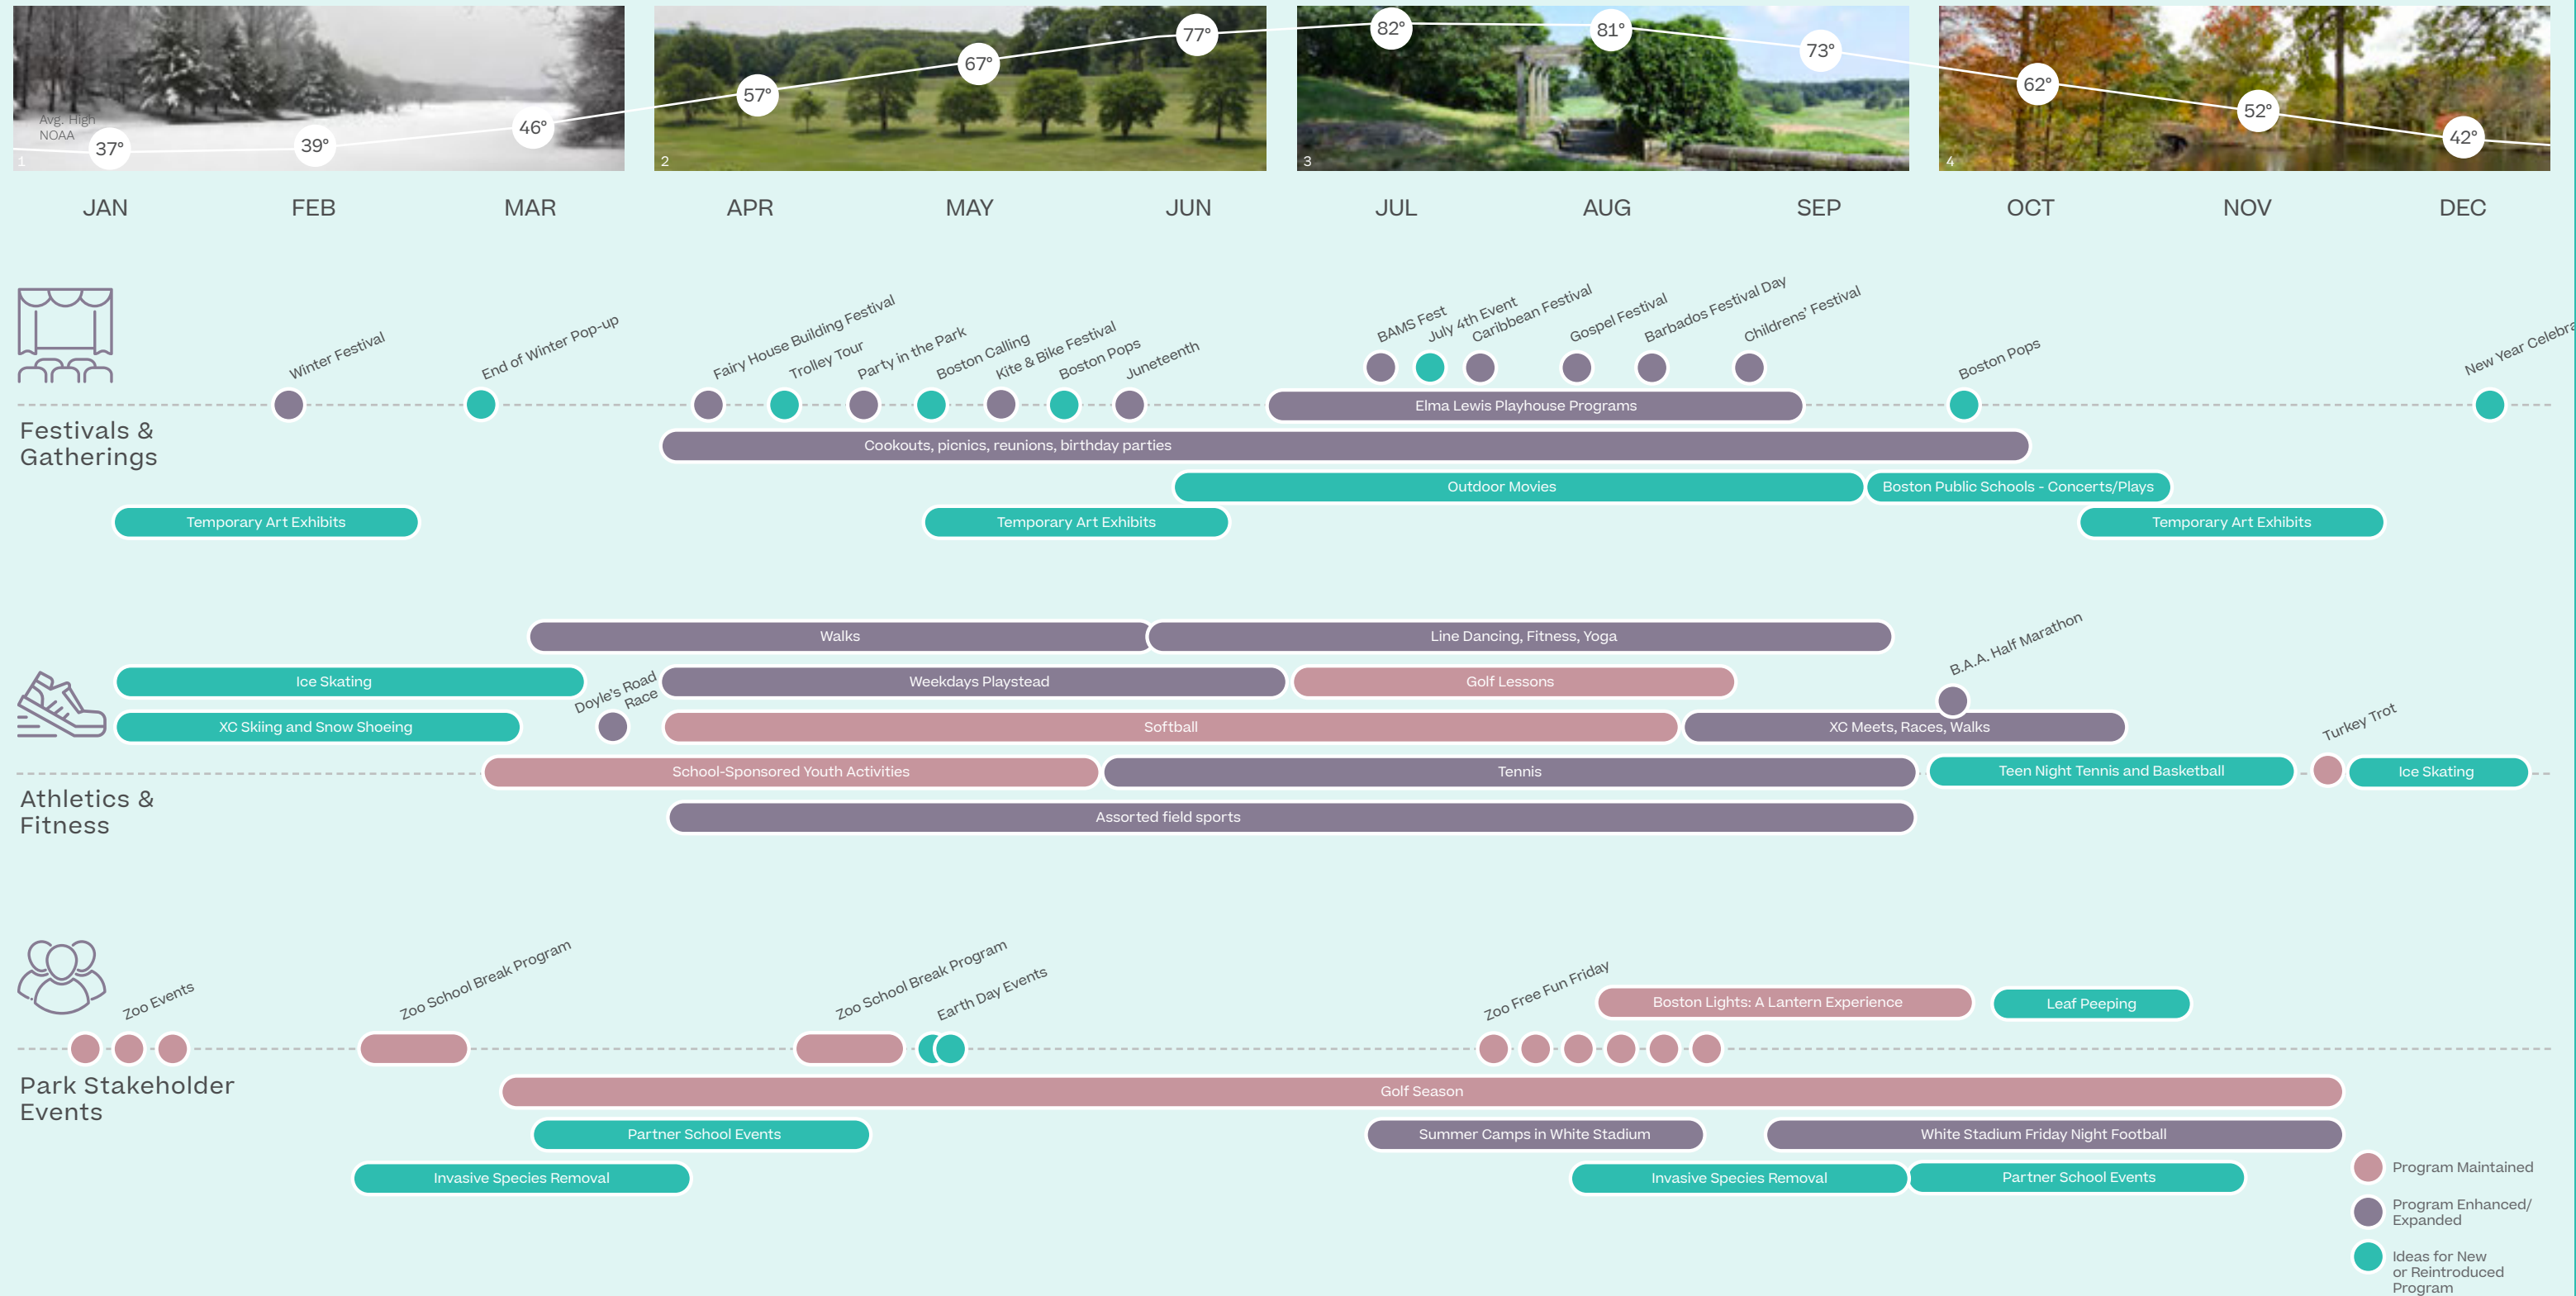 37°
39°
46°
57°
67°
77°
82°
81°
73°
62°
52°
42°
Avg. High
NOAA
1
2
3
4
JAN
FEB
MAR
APR
MAY
JUN
JUL
AUG
SEP
OCT
NOV
DEC
Festivals &
Gatherings
Winter Festival
End of Winter Pop-up
Fairy House Building Festival
Trolley Tour
Party in the Park
Boston Calling
Kite & Bike Festival
Boston Pops
Juneteenth
BAMS Fest
July 4th Event
Caribbean Festival
Gospel Festival
Barbados Festival Day
Childrens' Festival
Boston Pops
New Year Celebra
Elma Lewis Playhouse Programs
Cookouts, picnics, reunions, birthday parties
Outdoor Movies
Boston Public Schools - Concerts/Plays
Temporary Art Exhibits
Temporary Art Exhibits
Temporary Art Exhibits
Athletics &
Fitness
Walks
Line Dancing, Fitness, Yoga
B.A.A. Half Marathon
Ice Skating
Doyle's Road
Race
Weekdays Playstead
Golf Lessons
XC Skiing and Snow Shoeing
Softball
XC Meets, Races, Walks
Turkey Trot
School-Sponsored Youth Activities
Tennis
Teen Night Tennis and Basketball
Ice Skating
Assorted field sports
Park Stakeholder
Events
Zoo Events
Zoo School Break Program
Zoo School Break Program
Earth Day Events
Zoo Free Fun Friday
Boston Lights: A Lantern Experience
Leaf Peeping
Golf Season
Partner School Events
Summer Camps in White Stadium
White Stadium Friday Night Football
Invasive Species Removal
Invasive Species Removal
Partner School Events
Program Maintained
Program Enhanced/
Expanded
Ideas for New
or Reintroduced
Program